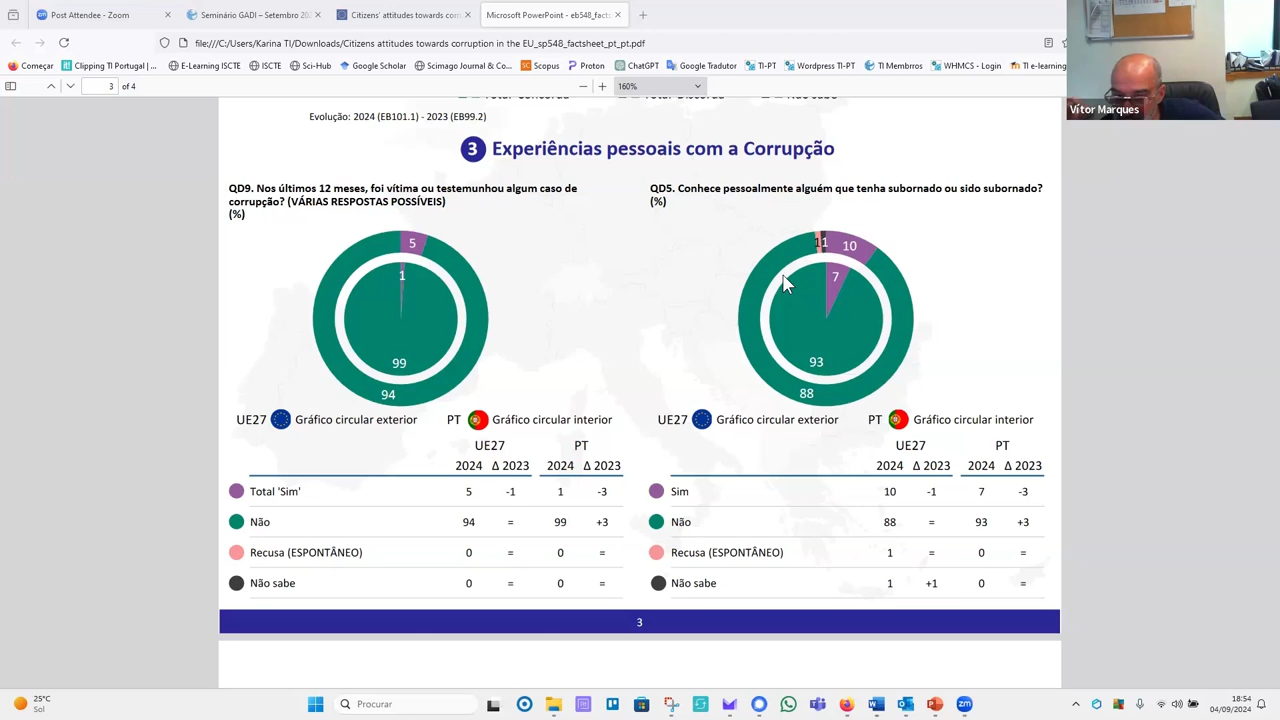 Post Attende - Zoom
Seminário GADI – Setembro 202
Citizens' attitudes towards com
Microsoft PowerPoint - eb548_facts
file:///C:/Users/Karina TI/Downloads/Citizens attitudes towards corruption in the EU_sp548_factsheet_pt_pt.pdf
Começar
Clipping TI Portugal |...
E-Learning ISCTE
ISCTE
Sci-Hub
Google Scholar
Scimago Journal & Co...
Scopus
Proton
ChatGPT
Google Tradutor
TI-PT
Wordpress TI-PT
TI Membrros
WHMCS - Login
TI e-learning
3 of 4
160%
Vítor Marques
Evolução: 2024 (EB101.1) - 2023 (EB99.2)
3 Experiências pessoais com a Corrupção
QD9. Nos últimos 12 meses, foi vítima ou testemunhou algum caso de
corrupção? (VÁRIAS RESPOSTAS POSSÍVEIS)
(%)
5
1
99
94
UE27 Gráfico circular exterior PT Gráfico circular interior
UE27 PT
2024 Δ 2023 2024 Δ 2023
Total 'Sim' 5 -1 1 -3
Não 94 = 99 +3
Recusa (ESPONTÂNEO) 0 = 0 =
Não sabe 0 = 0 =
QD5. Conhece pessoalmente alguém que tenha subornado ou sido subornado?
(%)
1 1 10
7
93
88
UE27 Gráfico circular exterior PT Gráfico circular interior
UE27 PT
2024 Δ 2023 2024 Δ 2023
Sim 10 -1 7 -3
Não 88 = 93 +3
Recusa (ESPONTÂNEO) 1 = 0 =
Não sabe 1 +1 0 =
3
25°C
Sol
Procurar
18:54
04/09/2024